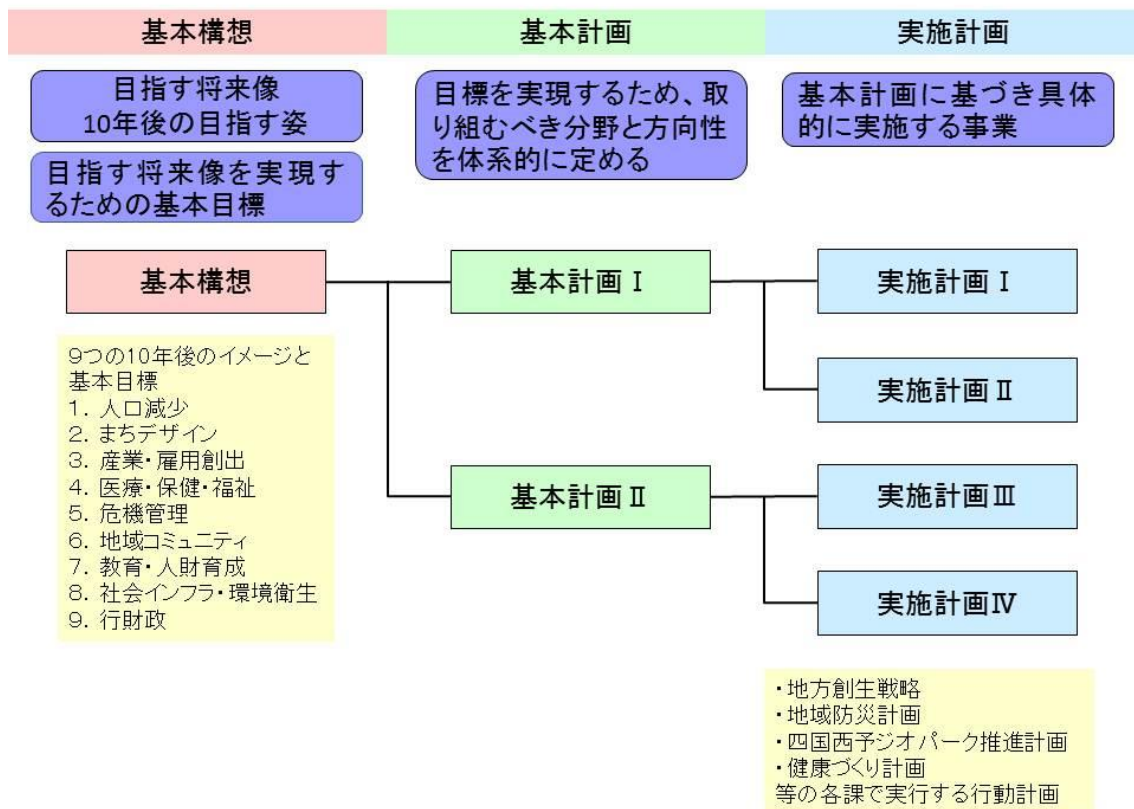 基本構想
基本計画
実施計画
目指す将来像
10年後の目指す姿
目指す将来像を実現す
るための基本目標
目標を実現するため、取
り組むべき分野と方向性
を体系的に定める
基本計画に基づき具体
的に実施する事業
基本構想
基本計画Ⅰ
実施計画Ⅰ
実施計画Ⅱ
基本計画Ⅱ
実施計画Ⅲ
実施計画Ⅳ
9つの10年後のイメージと
基本目標
1. 人口減少
2. まちデザイン
3. 産業・雇用創出
4. 医療・保健・福祉
5. 危機管理
6. 地域コミュニティ
7. 教育・人財育成
8. 社会インフラ・環境衛生
9. 行財政
・地方創生戦略
・地域防災計画
・四国西予ジオパーク推進計画
・健康づくり計画
等の各課で実行する行動計画